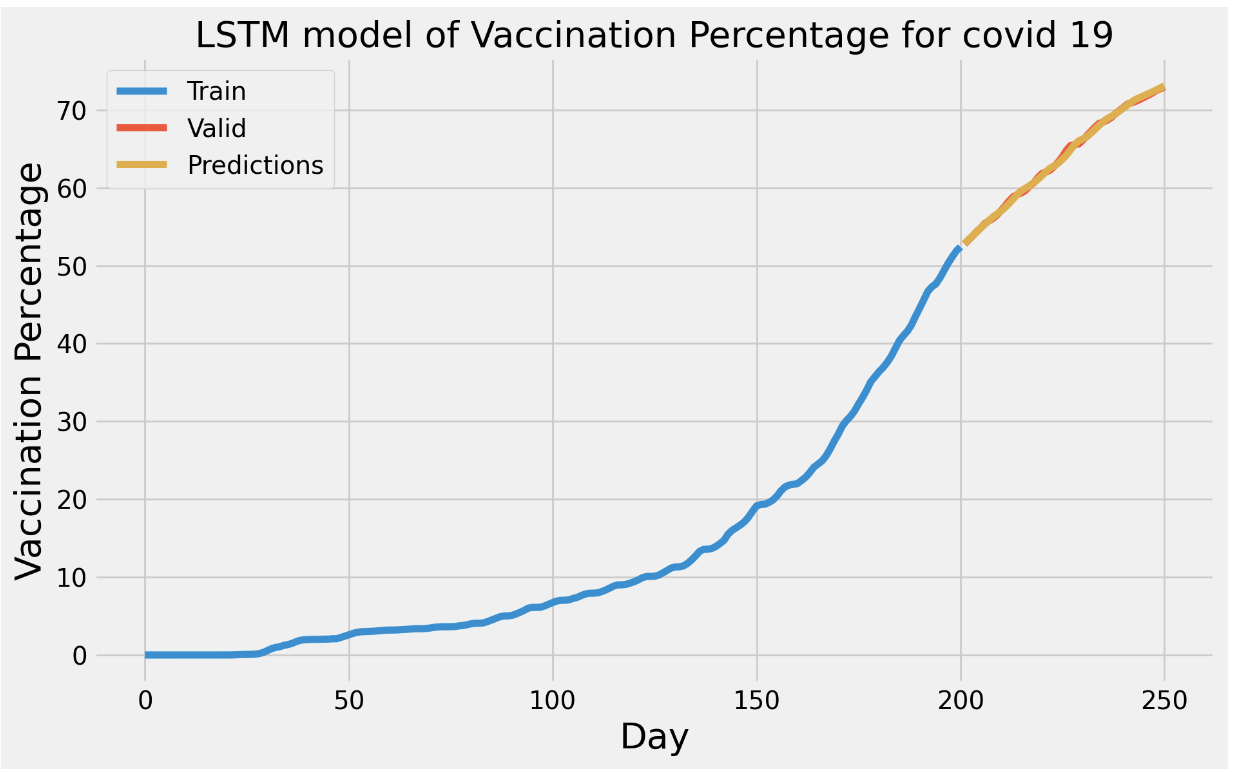 LSTM model of Vaccination Percentage for covid 19
Train
Valid
Predictions
Vaccination Percentage
70
60
50
40
30
20
10
0
0 50 100 150 200 250
Day